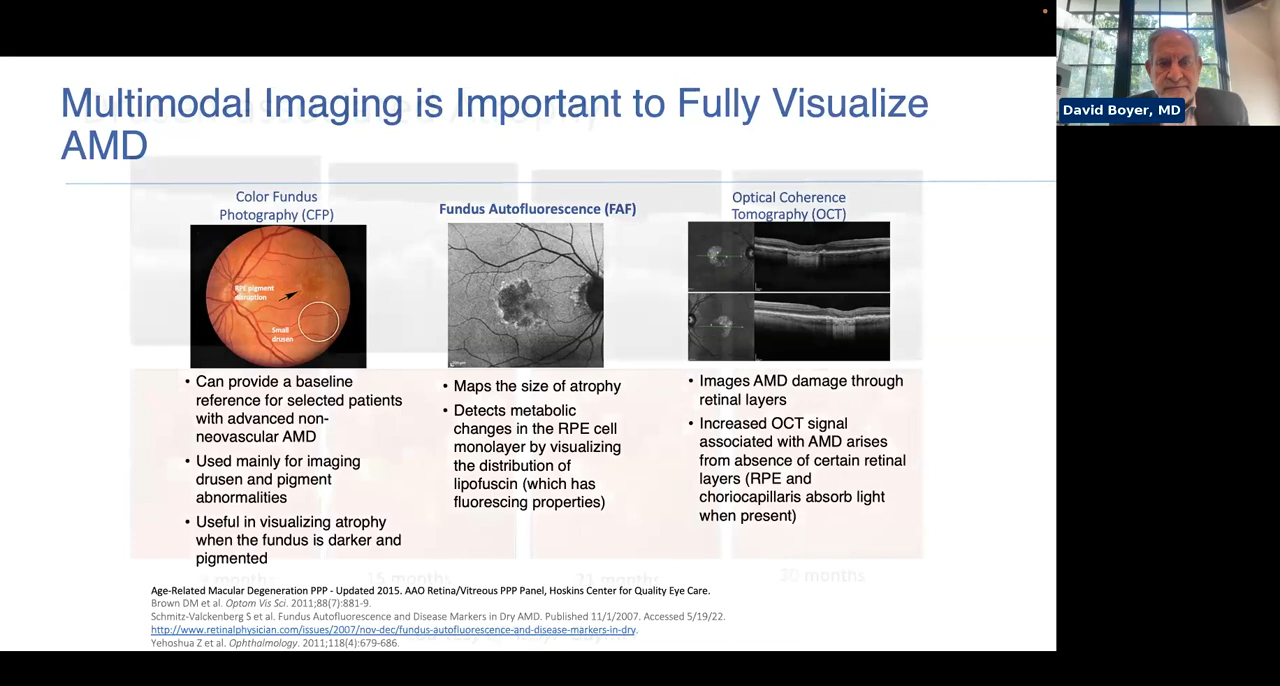 Multimodal Imaging is Important to Fully Visualize
AMD
David Boyer, MD
Color Fundus
Photography (CFP)
RPE pigment
disruption
Small
drusen
• Can provide a baseline
reference for selected patients
with advanced non-
neovascular AMD
• Used mainly for imaging
drusen and pigment
abnormalities
• Useful in visualizing atrophy
when the fundus is darker and
pigmented
Fundus Autofluorescence (FAF)
• Maps the size of atrophy
• Detects metabolic
changes in the RPE cell
monolayer by visualizing
the distribution of
lipofuscin (which has
fluorescing properties)
Optical Coherence
Tomography (OCT)
• Images AMD damage through
retinal layers
• Increased OCT signal
associated with AMD arises
from absence of certain retinal
layers (RPE and
choriocapillaris absorb light
when present)
months
15 months
21 months
30 months
Age-Related Macular Degeneration PPP - Updated 2015. AAO Retina/Vitreous PPP Panel, Hoskins Center for Quality Eye Care.
Brown DM et al. Optom Vis Sci. 2011;88(7):881-9.
Schmitz-Valckenberg S et al. Fundus Autofluorescence and Disease Markers in Dry AMD. Published 11/1/2007. Accessed 5/19/22.
http://www.retinalphysician.com/issues/2007/nov-dec/fundus-autofluorescence-and-disease-markers-in-dry.
Yehoshua Z et al. Ophthalmology. 2011;118(4):679-686.